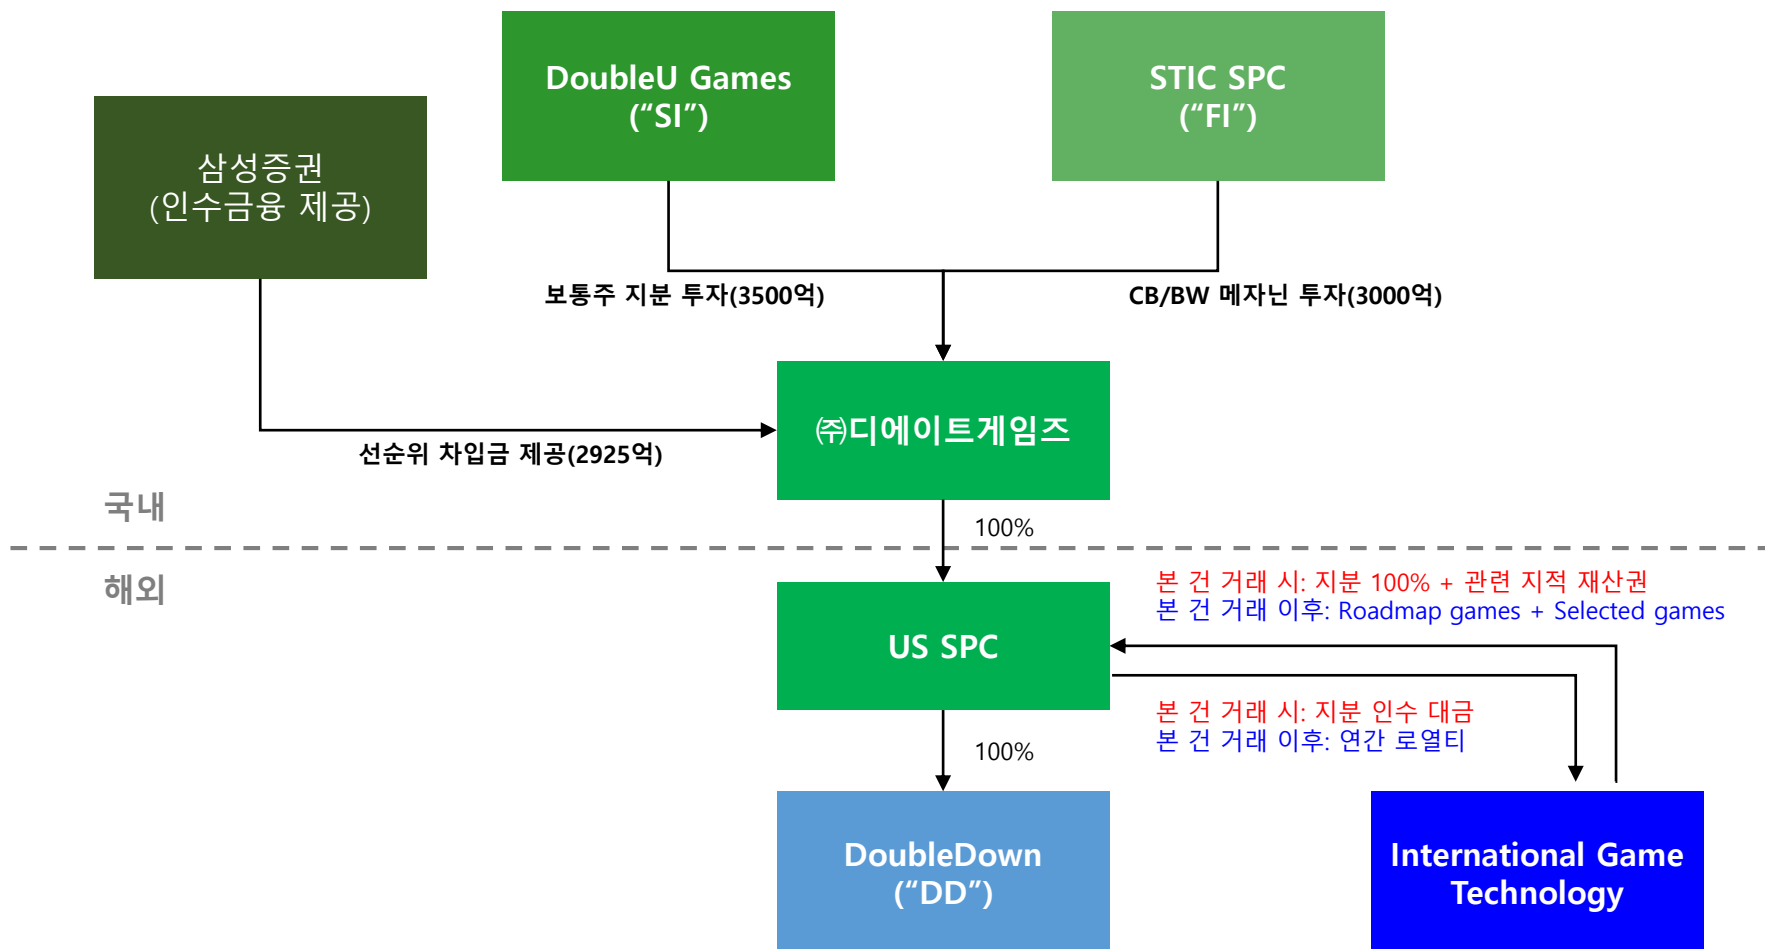 DoubleU Games
(“SI”)
STIC SPC
(“FI”)
삼성증권
(인수금융 제공)
보통주 지분 투자(3500억)
CB/BW 메자닌 투자(3000억)
㈜디에이트게임즈
선순위 차입금 제공(2925억)
국내
100%
해외
본 건 거래 시: 지분 100% + 관련 지적 재산권
본 건 거래 이후: Roadmap games + Selected games
US SPC
본 건 거래 시: 지분 인수 대금
본 건 거래 이후: 연간 로열티
100%
DoubleDown
(“DD”)
International Game
Technology